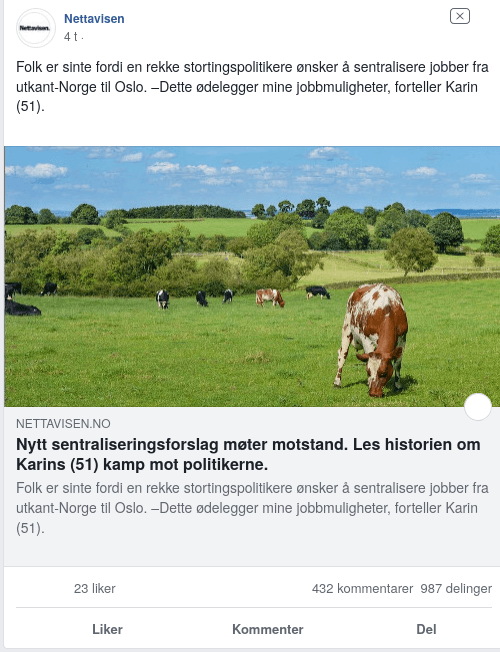 Nettavisen.
Nettavisen
4 t ·
Folk er sinte fordi en rekke stortingspolitikere ønsker å sentralisere jobber fra
utkant-Norge til Oslo. –Dette ødelegger mine jobbmuligheter, forteller Karin
(51).
NETTAVISEN.NO
Nytt sentraliseringsforslag møter motstand. Les historien om
Karins (51) kamp mot politikerne.
Folk er sinte fordi en rekke stortingspolitikere ønsker å sentralisere jobber fra
utkant-Norge til Oslo. –Dette ødelegger mine jobbmuligheter, forteller Karin
(51).
23 liker 432 kommentarer 987 delinger
Liker Kommenter Del